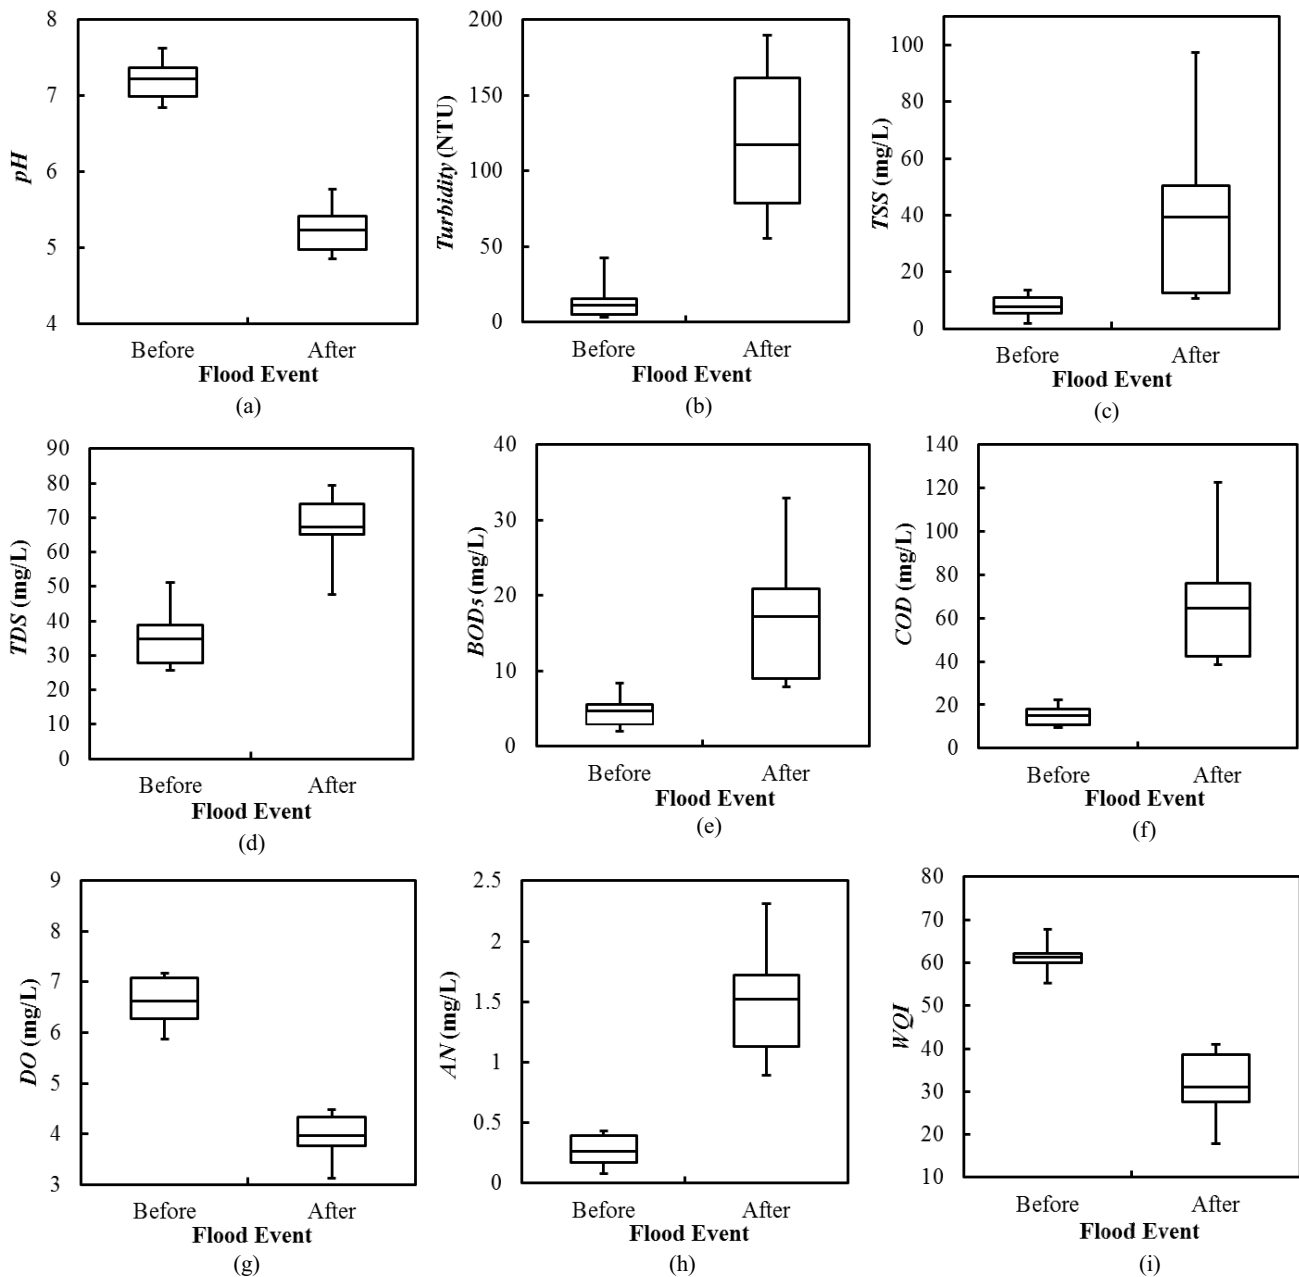 8
7
6
5
4
pH
Before After
Flood Event
(a)
200
150
100
50
0
Turbidity (NTU)
Before After
Flood Event
(b)
100
80
60
40
20
0
TSS (mg/L)
Before After
Flood Event
(c)
90
80
70
60
50
40
30
20
10
0
TDS (mg/L)
Before After
Flood Event
(d)
40
30
20
10
0
BOD5 (mg/L)
Before After
Flood Event
(e)
140
120
100
80
60
40
20
0
COD (mg/L)
Before After
Flood Event
(f)
9
8
7
6
5
4
3
DO (mg/L)
Before After
Flood Event
(g)
2.5
2
1.5
1
0.5
0
AN (mg/L)
Before After
Flood Event
(h)
80
70
60
50
40
30
20
10
WQI
Before After
Flood Event
(i)